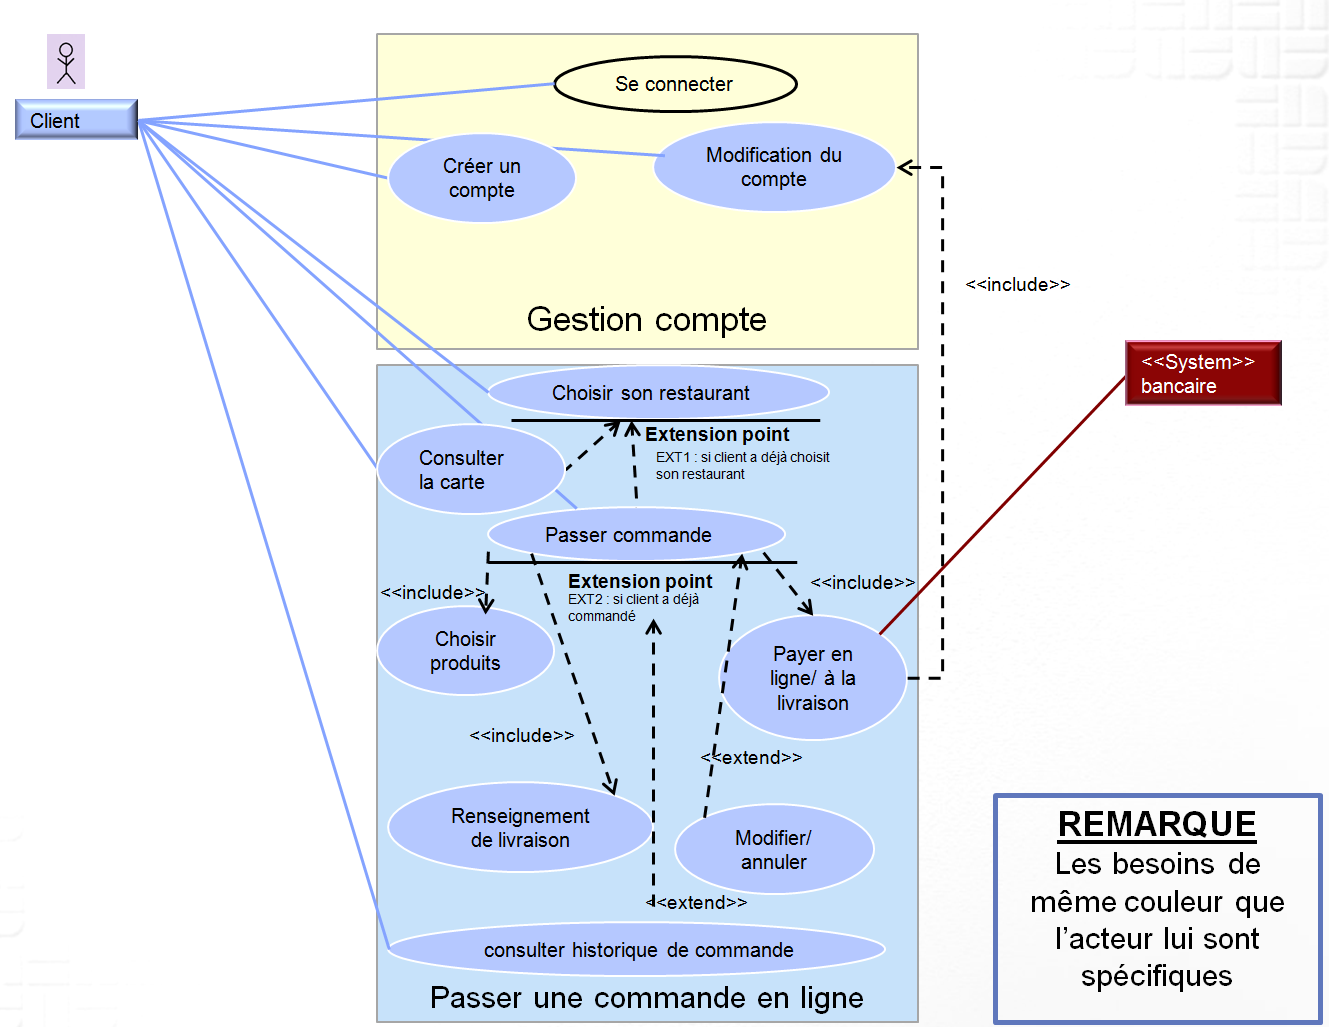 Client
Se connecter
Créer un
compte
Modification du
compte
<<include>>
Gestion compte
<<System>>
bancaire
Choisir son restaurant
Extension point
EXT1 : si client a déjà choisit
son restaurant
Consulter
la carte
Passer commande
Extension point
EXT2 : si client a déjà
commandé
<<include>>
<<include>>
Choisir
produits
Payer en
ligne/ à la
livraison
<<include>>
<<extend>>
Renseignement
de livraison
Modifier/
annuler
<<extend>>
consulter historique de commande
Passer une commande en ligne
REMARQUE
Les besoins de
même couleur que
l'acteur lui sont
spécifiques